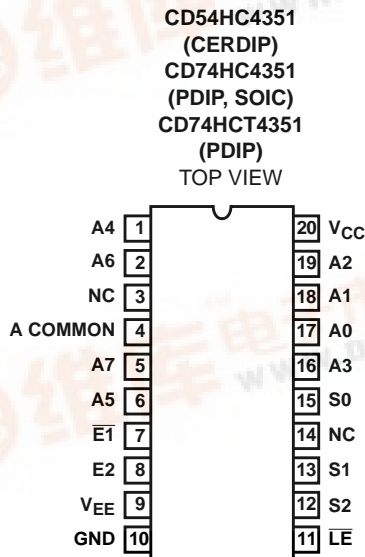 CD54HC4351
(CERDIP)
CD74HC4351
(PDIP, SOIC)
CD74HCT4351
(PDIP)
TOP VIEW
A4 1 20 VCC
A6 2 19 A2
NC 3 18 A1
A COMMON 4 17 A0
A7 5 16 A3
A5 6 15 S0
E1 7 14 NC
E2 8 13 S1
VEE 9 12 S2
GND 10 11 LE